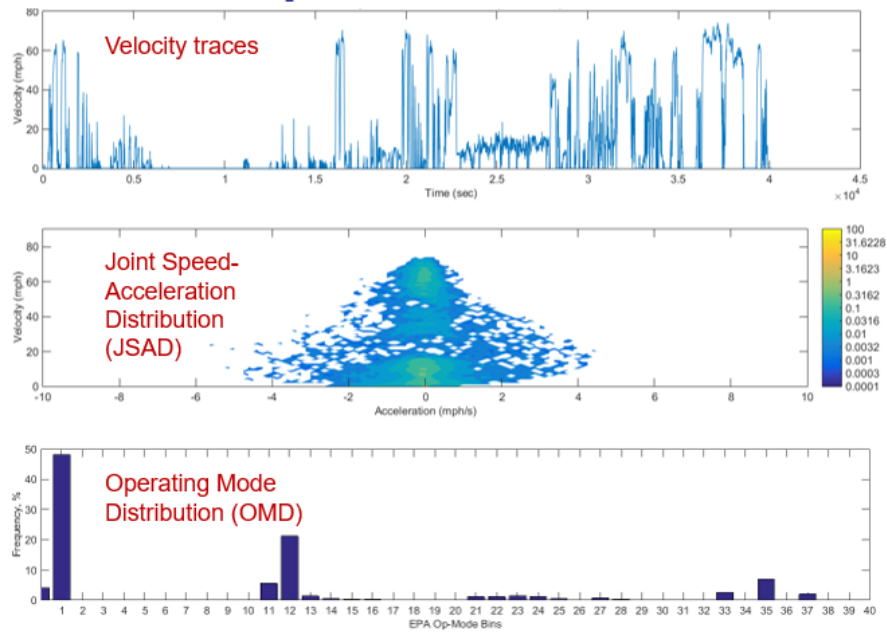 Velocity traces
Velocity (mph)
80
60
40
20
0
0 0.5 1 1.5 2 2.5 3 3.5 4 4.5
Time (sec)
×10⁴
Joint Speed-
Acceleration
Distribution
(JSAD)
Velocity (mph)
80
60
40
20
0
-10 -8 -6 -4 -2 0 2 4 6 8 10
Acceleration (mph/s)
100
31.6228
10
3.1623
1
0.3162
0.1
0.0316
0.01
0.0032
0.001
0.0003
0.0001
Operating Mode
Distribution (OMD)
Frequency, %
50
40
30
20
10
0
1 2 3 4 5 6 7 8 9 10 11 12 13 14 15 16 17 18 19 20 21 22 23 24 25 26 27 28 29 30 31 32 33 34 35 36 37 38 39 40
EPA Op-Mode Bins